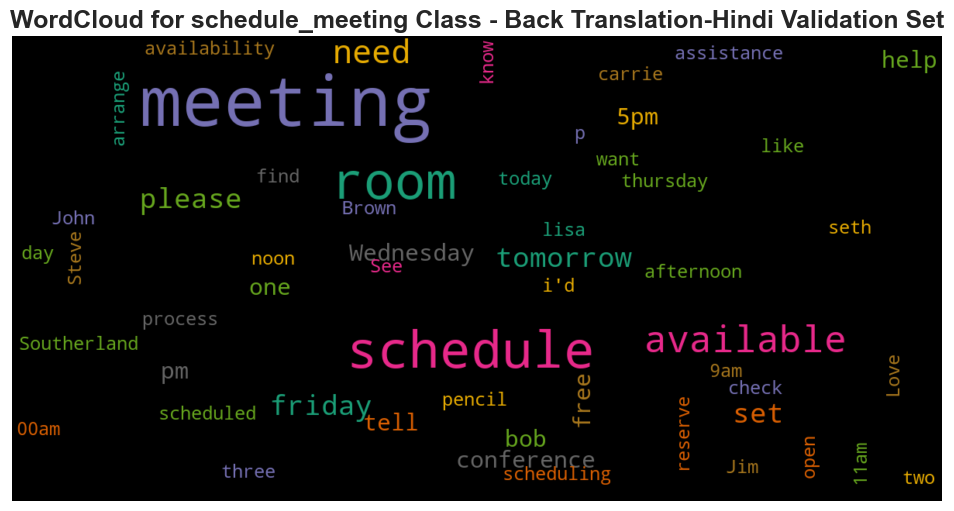 WordCloud for schedule_meeting Class - Back Translation-Hindi Validation Set
availability
need
know
assistance
help
carrie
arrange
meeting
5pm
p
like
want
find
room
today
thursday
please
Brown
John
lisa
seth
Steve
day
noon
Wednesday
See
tomorrow
afternoon
one
i'd
process
Southerland
schedule
available
pm
9am
Love
check
free
pencil
friday
scheduled
tell
set
reserve
00am
bob
conference
scheduling
three
Jim
open
11am
two